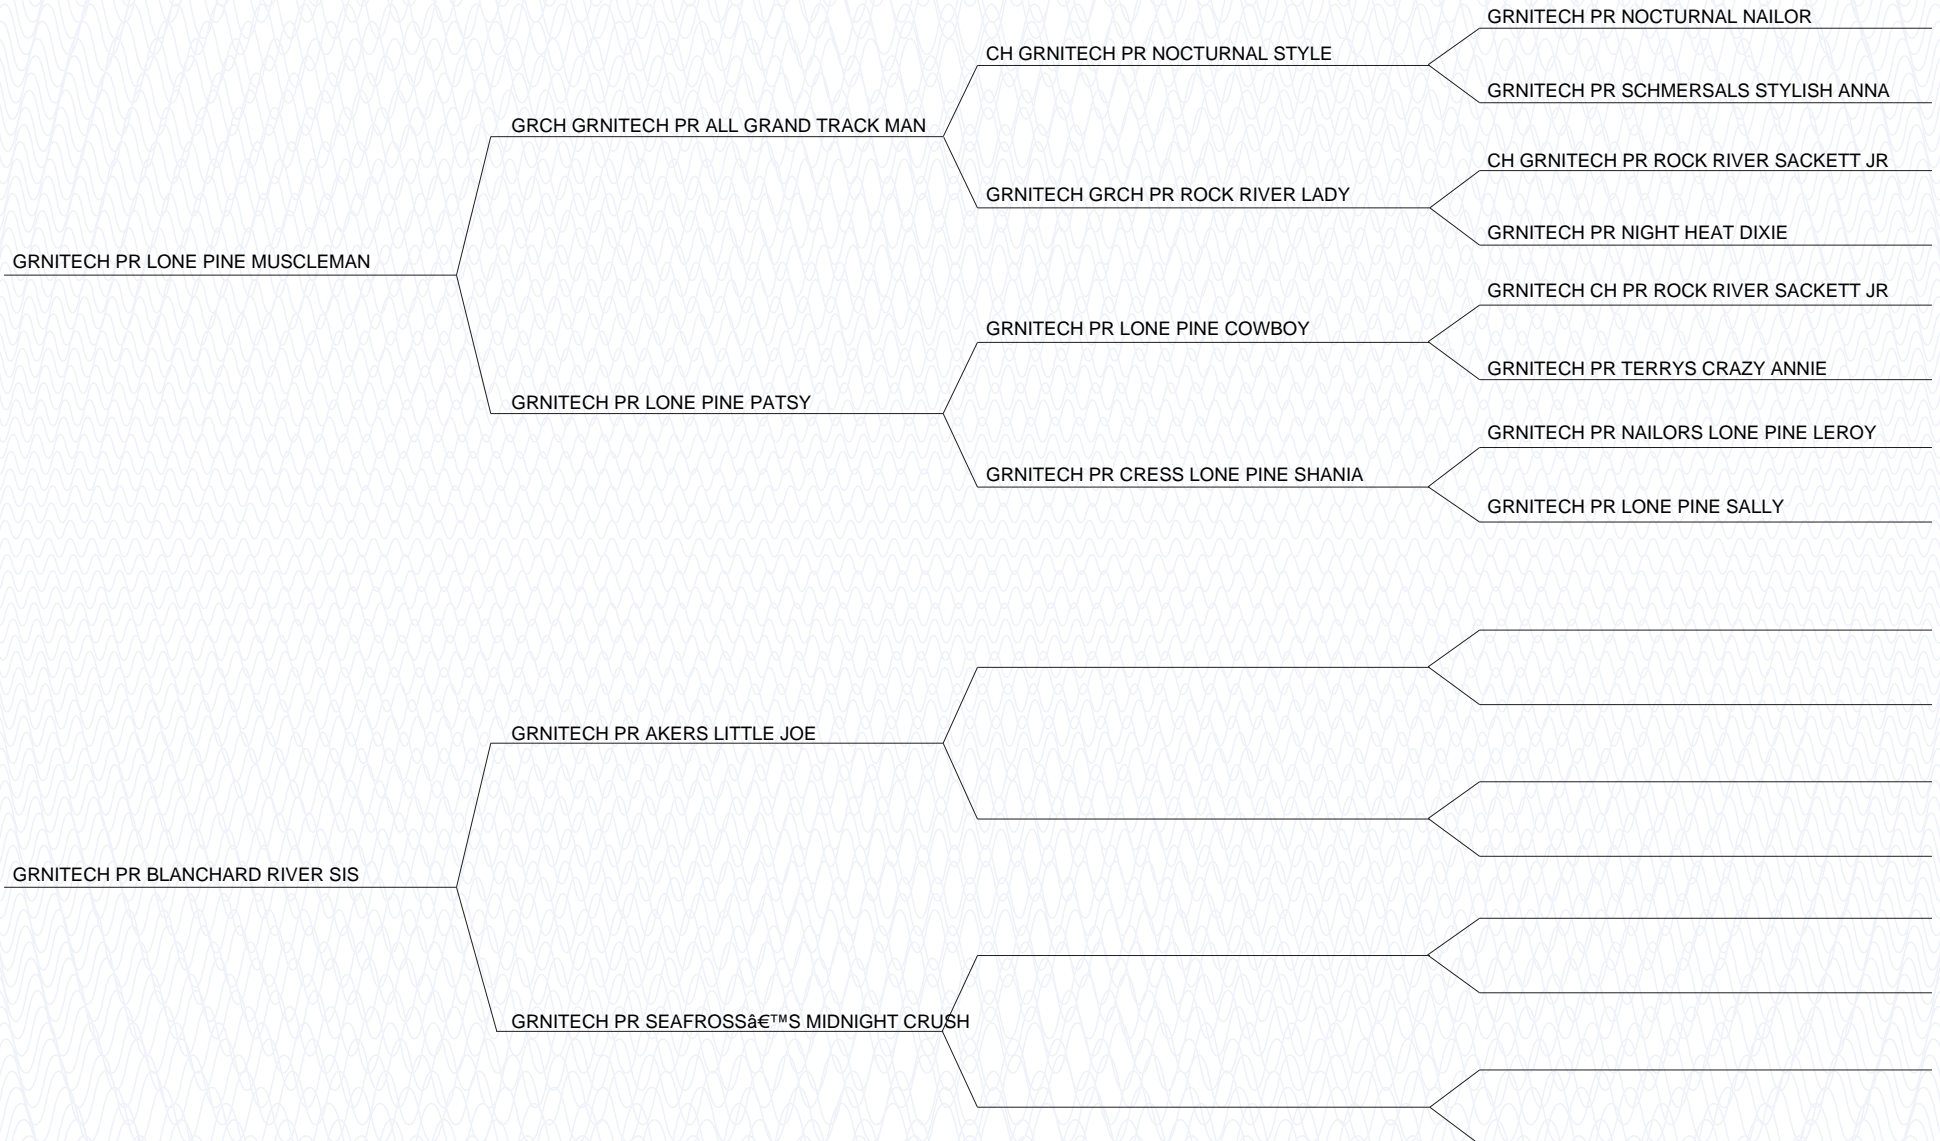 GRNITECH PR NOCTURNAL NAILOR
CH GRNITECH PR NOCTURNAL STYLE
GRNITECH PR SCHMERSALS STYLISH ANNA
GRCH GRNITECH PR ALL GRAND TRACK MAN
CH GRNITECH PR ROCK RIVER SACKETT JR
GRNITECH GRCH PR ROCK RIVER LADY
GRNITECH PR NIGHT HEAT DIXIE
GRNITECH PR LONE PINE MUSCLEMAN
GRNITECH CH PR ROCK RIVER SACKETT JR
GRNITECH PR LONE PINE COWBOY
GRNITECH PR TERRYS CRAZY ANNIE
GRNITECH PR LONE PINE PATSY
GRNITECH PR NAILORS LONE PINE LEROY
GRNITECH PR CRESS LONE PINE SHANIA
GRNITECH PR LONE PINE SALLY
GRNITECH PR AKERS LITTLE JOE
GRNITECH PR BLANCHARD RIVER SIS
GRNITECH PR SEAFROSSâ€™S MIDNIGHT CRUSH